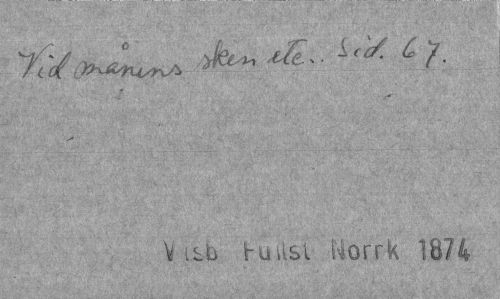 Vid månens sken etc.. Sid. 67.
Visb Fullst Norrk 1874